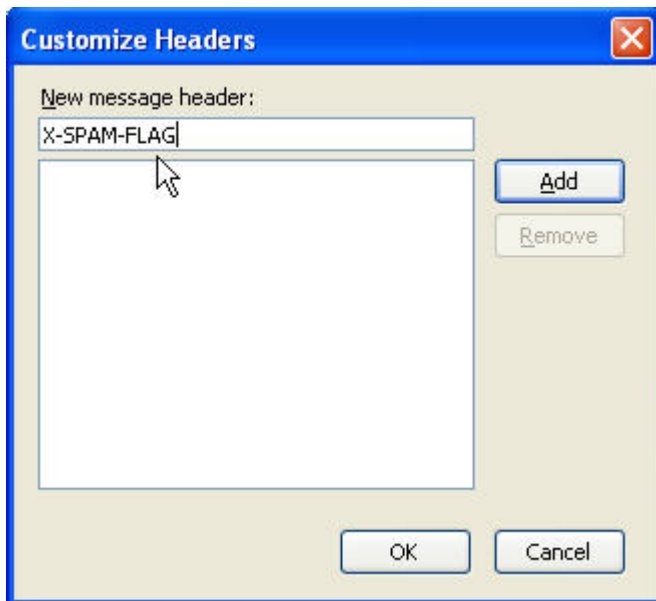 Customize Headers
New message header:
X-SPAM-FLAG
Add
Remove
OK
Cancel